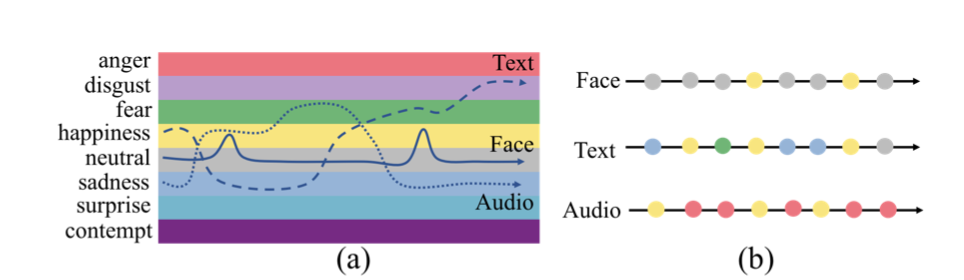 anger
disgust
fear
happiness
neutral
sadness
surprise
contempt
Text
Face
Audio
(a)
Face
Text
Audio
(b)